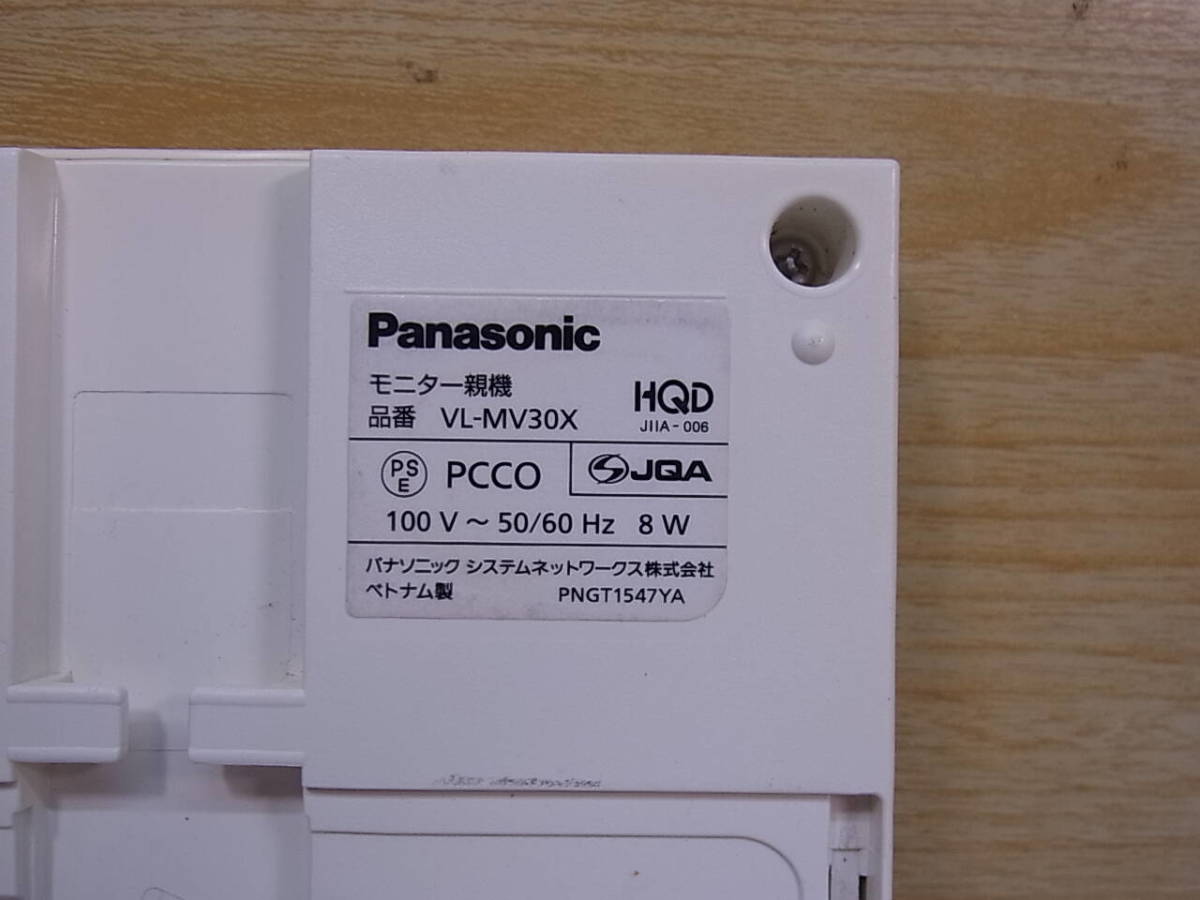 Panasonic
モニター親機
品番 VL-MV30X
HQD
JIIA-006
PSE PCCO
JQA
100 V ～ 50/60 Hz 8 W
パナソニック システムネットワークス株式会社
ベトナム製 PNGT1547YA